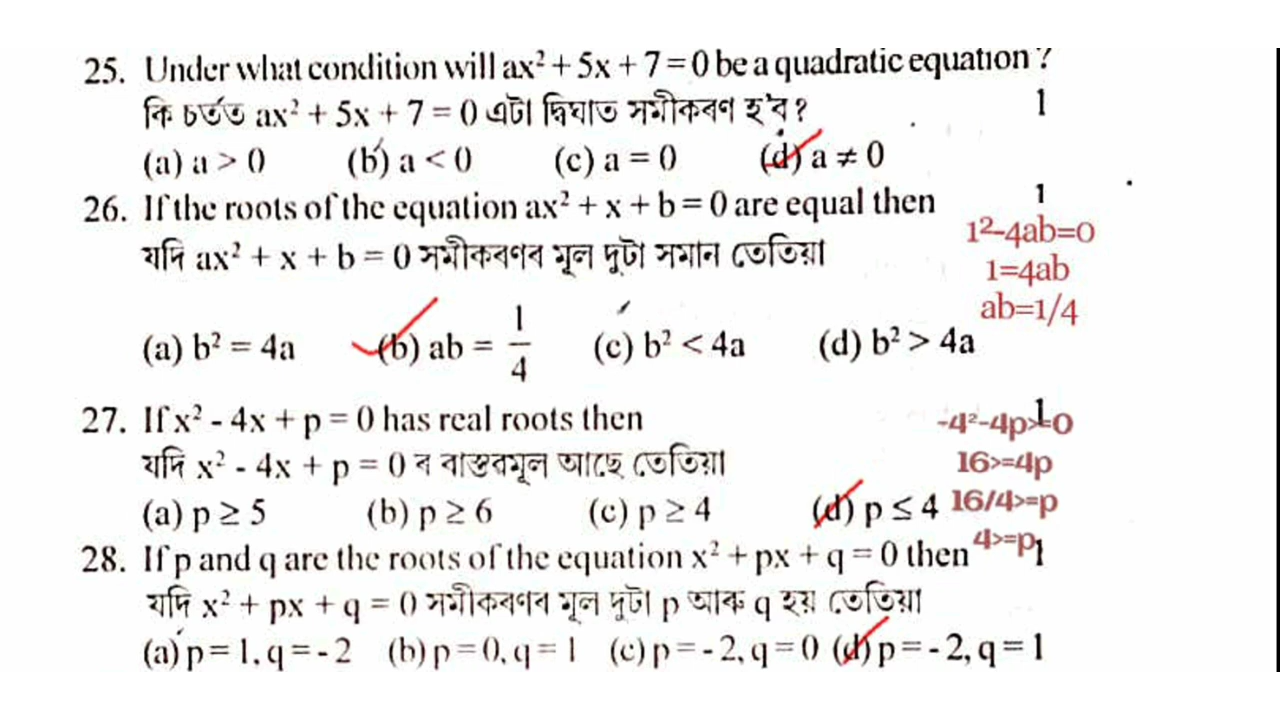 25. Under what condition will ax² + 5x + 7 = 0 be a quadratic equation ?
কি চৰ্তত ax² + 5x + 7 = 0 এটা দ্বিঘাত সমীকৰণ হ'ব ? 1
(a) a > 0 (b) a < 0 (c) a = 0 (d) a ≠ 0
26. If the roots of the equation ax² + x + b = 0 are equal then 1
যদি ax² + x + b = 0 সমীকৰণৰ মূল দুটা সমান তেতিয়া
1²-4ab=0
1=4ab
ab=1/4
(a) b² = 4a (b) ab = 1/4 (c) b² < 4a (d) b² > 4a
27. If x² - 4x + p = 0 has real roots then 1
যদি x² - 4x + p = 0 ৰ বাস্তৱমূল আছে তেতিয়া
-4²-4p>=0
16>=4p
16/4>=p
4>=p
(a) p ≥ 5 (b) p ≥ 6 (c) p ≥ 4 (d) p ≤ 4
28. If p and q are the roots of the equation x² + px + q = 0 then 1
যদি x² + px + q = 0 সমীকৰণৰ মূল দুটা p আৰু q হয় তেতিয়া
(a) p = 1, q = - 2 (b) p = 0, q = 1 (c) p = - 2, q = 0 (d) p = - 2, q = 1